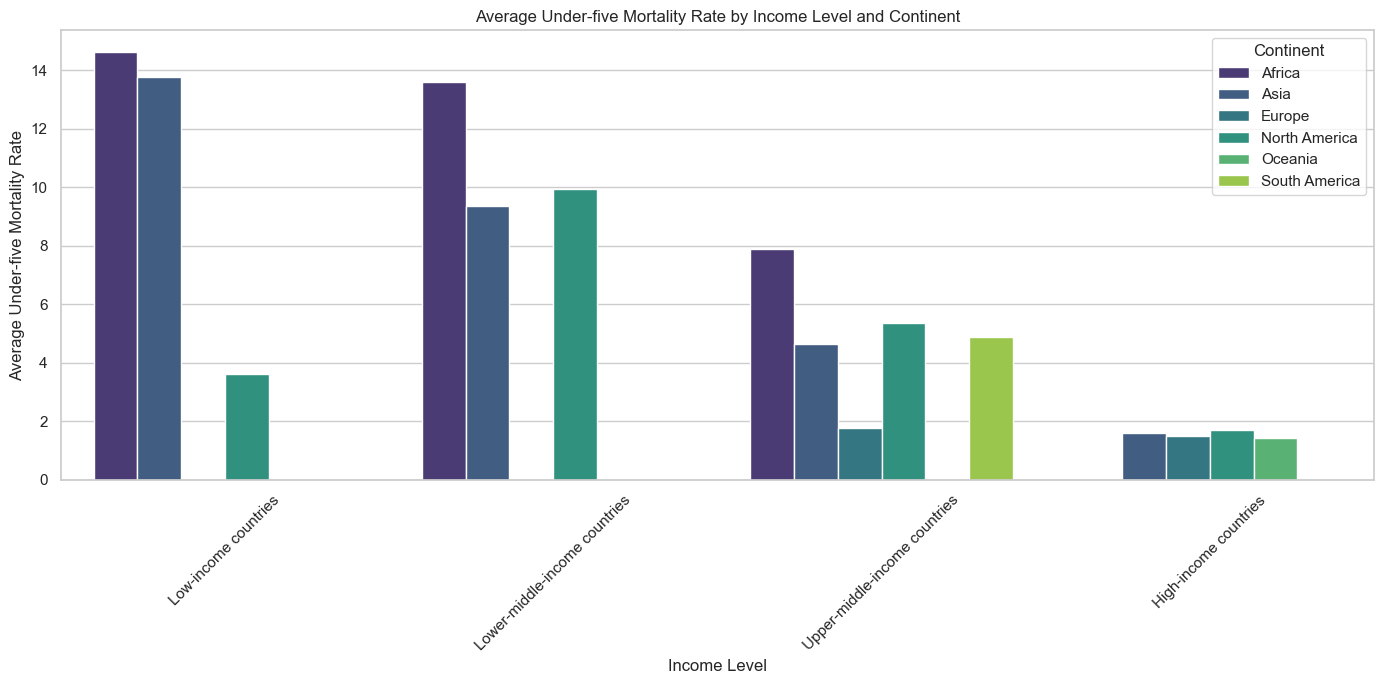 Average Under-five Mortality Rate by Income Level and Continent
Continent
Africa
Asia
Europe
North America
Oceania
South America
Average Under-five Mortality Rate
14
12
10
8
6
4
2
0
Low-income countries
Lower-middle-income countries
Upper-middle-income countries
High-income countries
Income Level